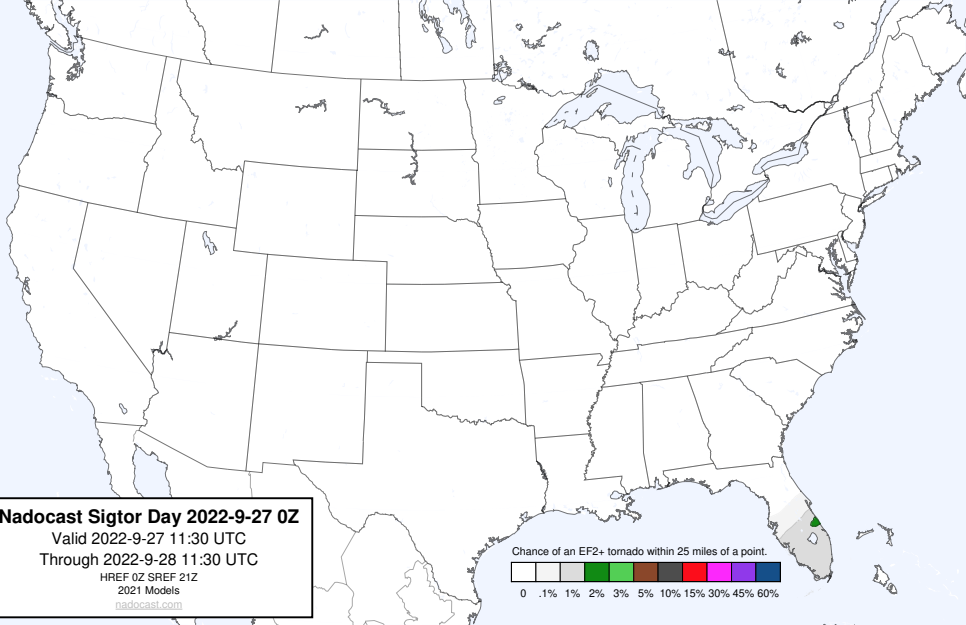 Nadocast Sigtor Day 2022-9-27 0Z
Valid 2022-9-27 11:30 UTC
Through 2022-9-28 11:30 UTC
HREF 0Z SREF 21Z
2021 Models
nadocast.com
Chance of an EF2+ tornado within 25 miles of a point.
0 .1% 1% 2% 3% 5% 10% 15% 30% 45% 60%